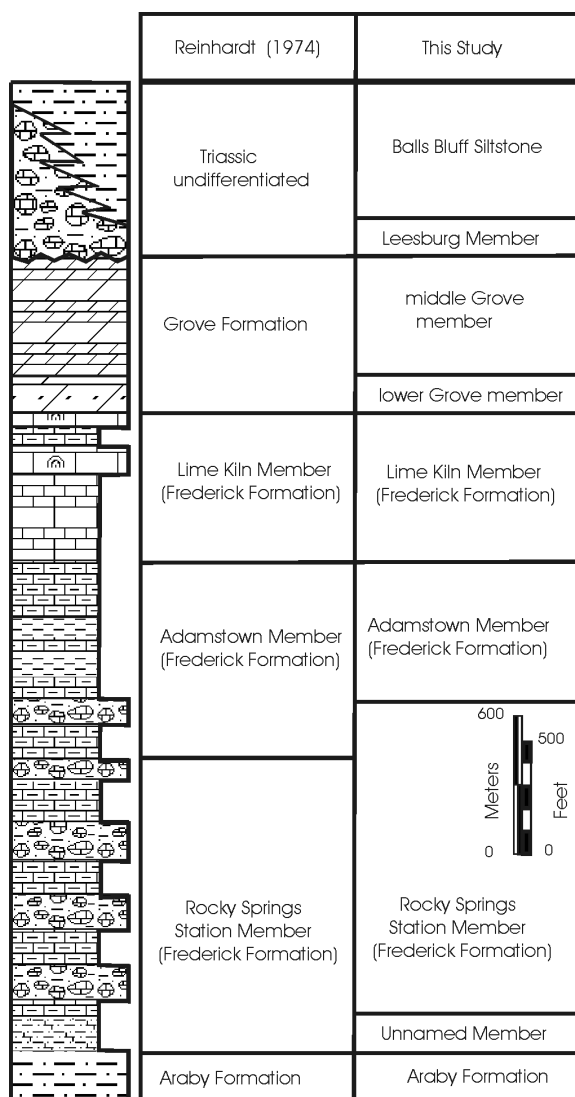 Reinhardt (1974)
This Study
Triassic
undifferentiated
Balls Bluff Siltstone
Leesburg Member
Grove Formation
middle Grove
member
lower Grove member
Lime Kiln Member
(Frederick Formation)
Lime Kiln Member
(Frederick Formation)
Adamstown Member
(Frederick Formation)
Adamstown Member
(Frederick Formation)
600
500
Meters
Feet
0
0
Rocky Springs
Station Member
(Frederick Formation)
Rocky Springs
Station Member
(Frederick Formation)
Unnamed Member
Araby Formation
Araby Formation